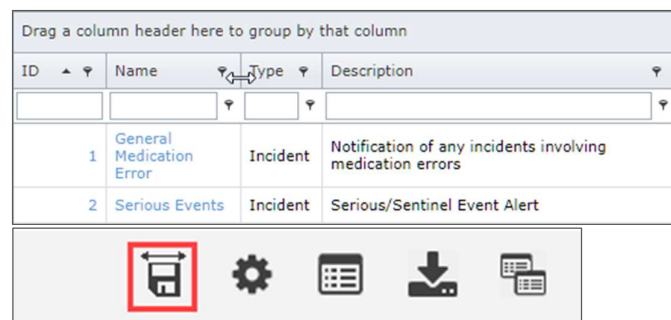 Drag a column header here to group by that column
ID Name Type Description
1 General Medication Error Incident Notification of any incidents involving medication errors
2 Serious Events Incident Serious/Sentinel Event Alert